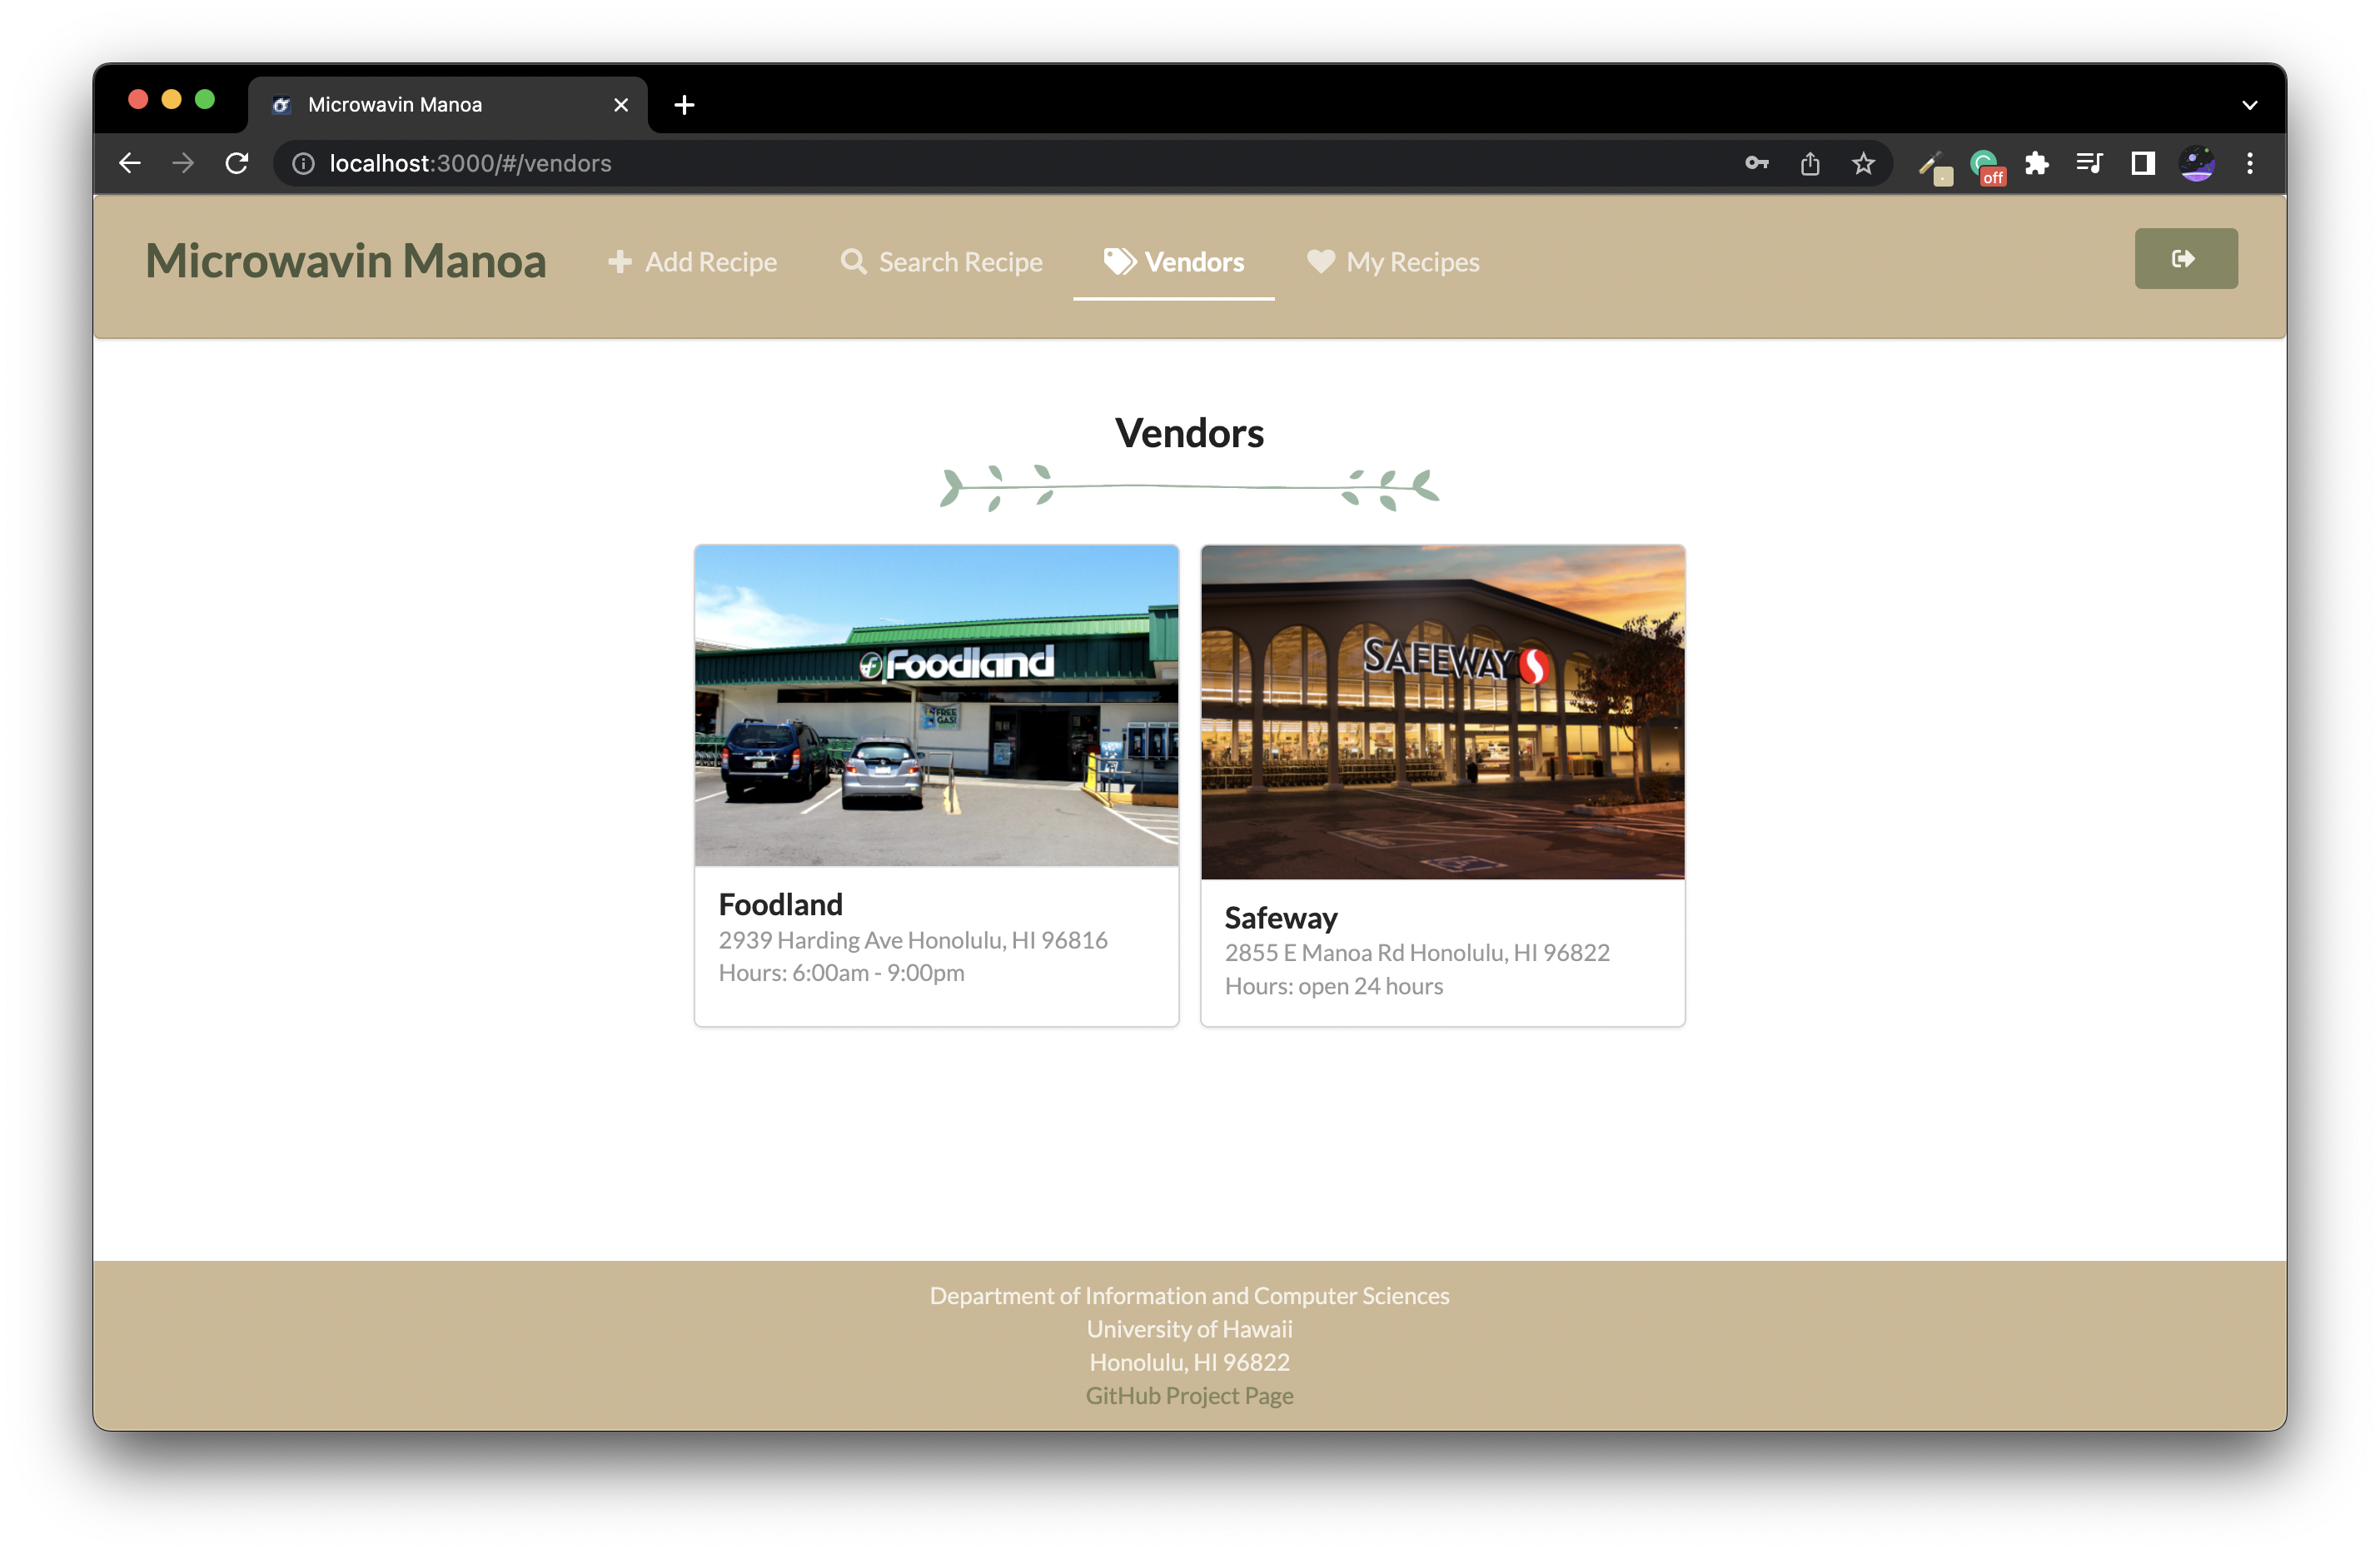 Microwavin Manoa
localhost:3000/#/vendors
off
Microwavin Manoa
Add Recipe
Search Recipe
Vendors
My Recipes
Vendors
Foodland
FREE
GAS!
SAFEWAY
Foodland
2939 Harding Ave Honolulu, HI 96816
Hours: 6:00am - 9:00pm
Safeway
2855 E Manoa Rd Honolulu, HI 96822
Hours: open 24 hours
Department of Information and Computer Sciences
University of Hawaii
Honolulu, HI 96822
GitHub Project Page